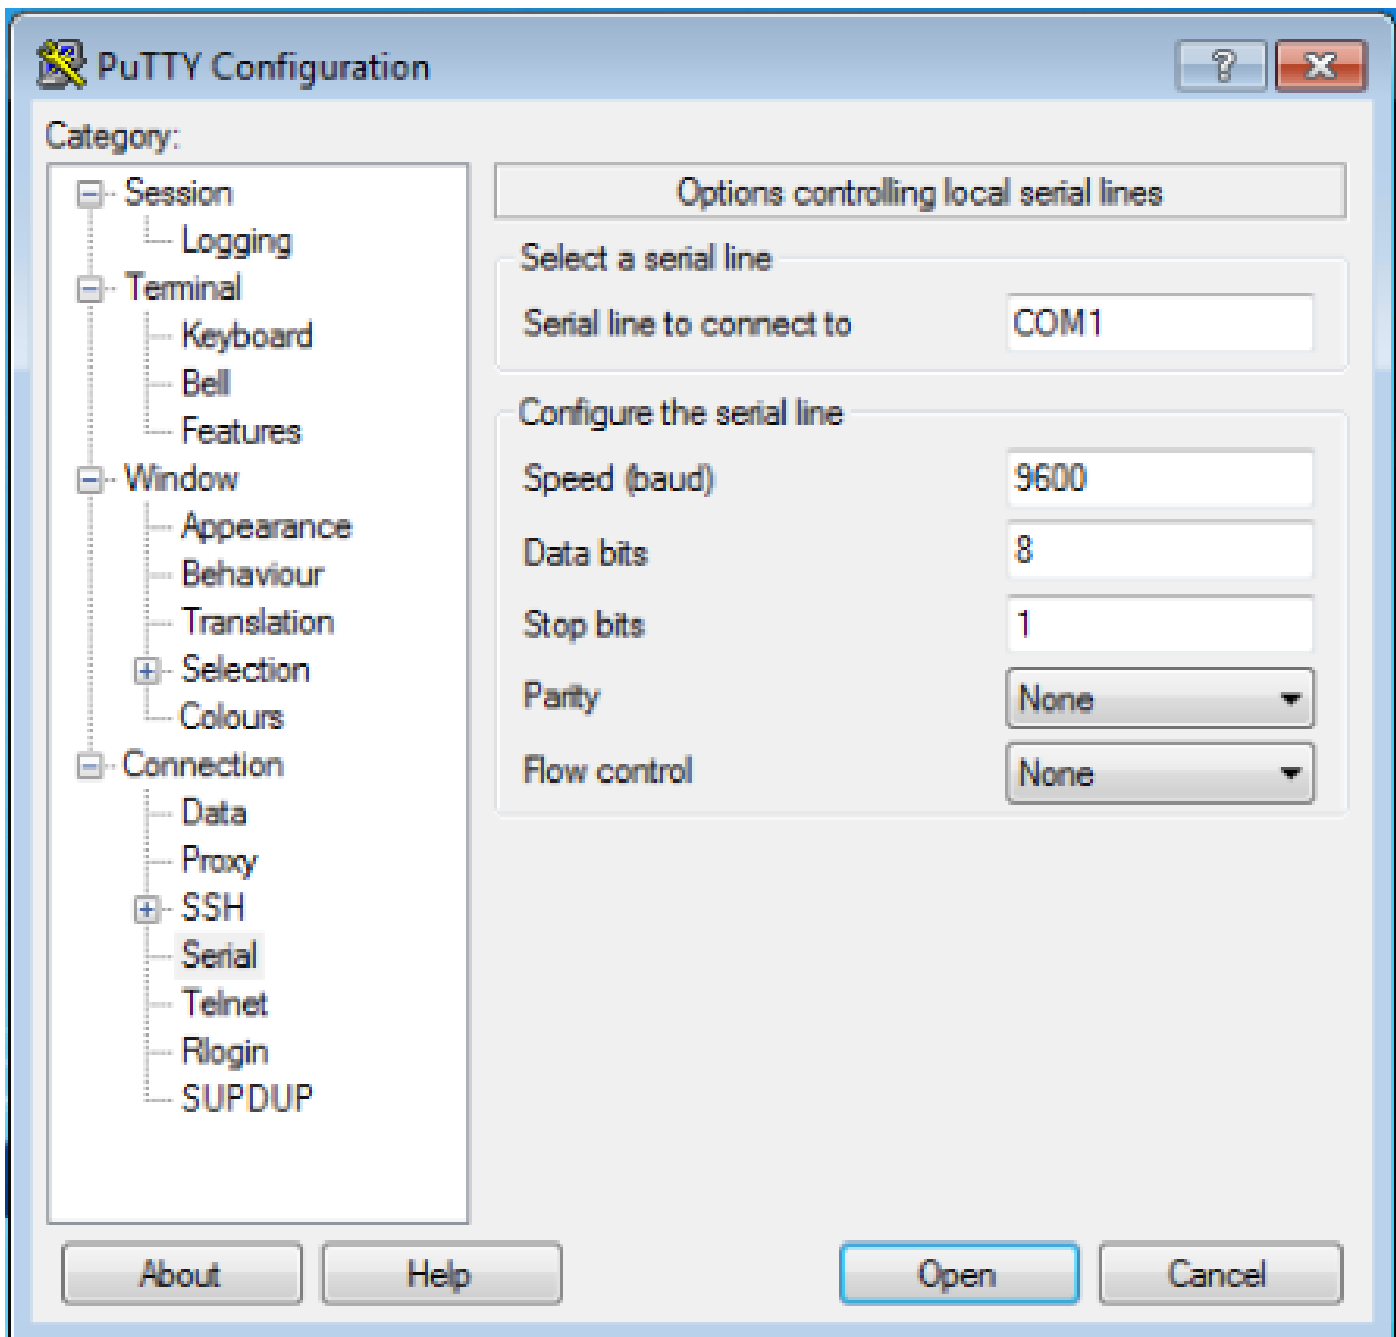 PuTTY Configuration
Category:
Session
Logging
Terminal
Keyboard
Bell
Features
Window
Appearance
Behaviour
Translation
Selection
Colours
Connection
Data
Proxy
SSH
Serial
Telnet
Rlogin
SUPDUP
Options controlling local serial lines
Select a serial line
Serial line to connect to COM1
Configure the serial line
Speed (baud) 9600
Data bits 8
Stop bits 1
Parity None
Flow control None
About Help Open Cancel